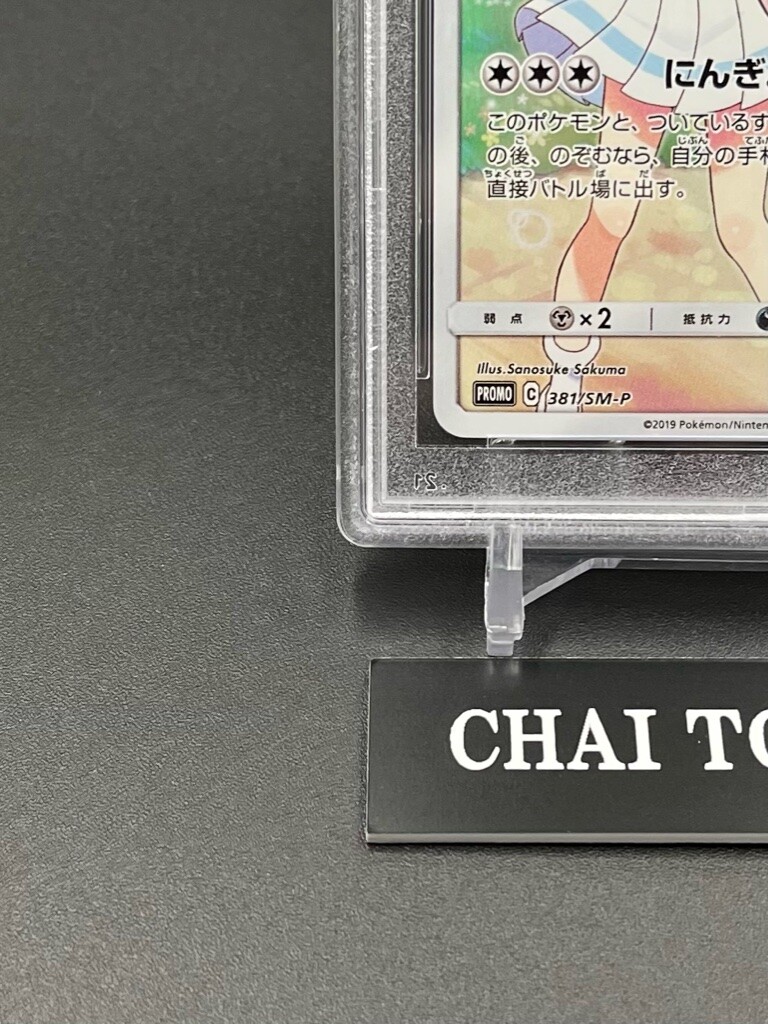 にんぎ
このポケモンと、ついているす
の後、のぞむなら、自分の手札
直接バトル場に出す。
弱点 ×2 抵抗力
Illus.Sanosuke Sakuma
PROMO C 381/SM-P
©2019 Pokémon/Ninten
21
CHAI TO